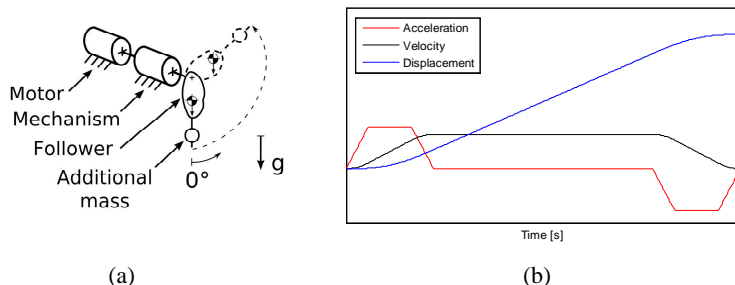 Motor
Mechanism
Follower
Additional
mass
0°
g
(a)
Acceleration
Velocity
Displacement
Time [s]
(b)